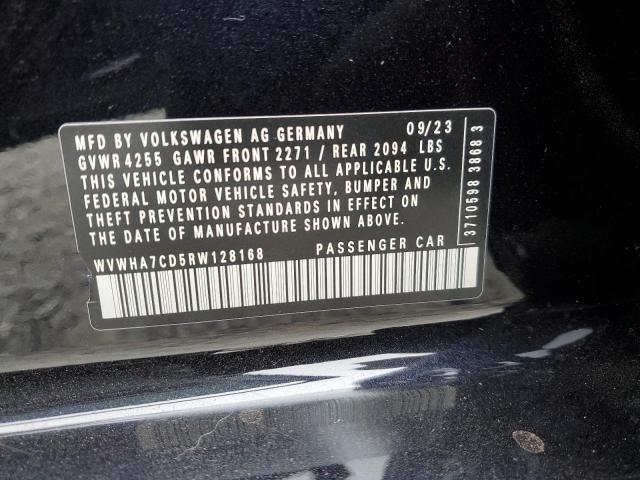 MFD BY VOLKSWAGEN AG GERMANY 09/23
GVWR 4255 GAWR FRONT 2271 / REAR 2094 LBS
THIS VEHICLE CONFORMS TO ALL APPLICABLE U.S.
FEDERAL MOTOR VEHICLE SAFETY, BUMPER AND
THEFT PREVENTION STANDARDS IN EFFECT ON
THE DATE OF MANUFACTURE SHOWN ABOVE.
WVWHA7CD5RW128168 PASSENGER CAR
3710598 3868 3